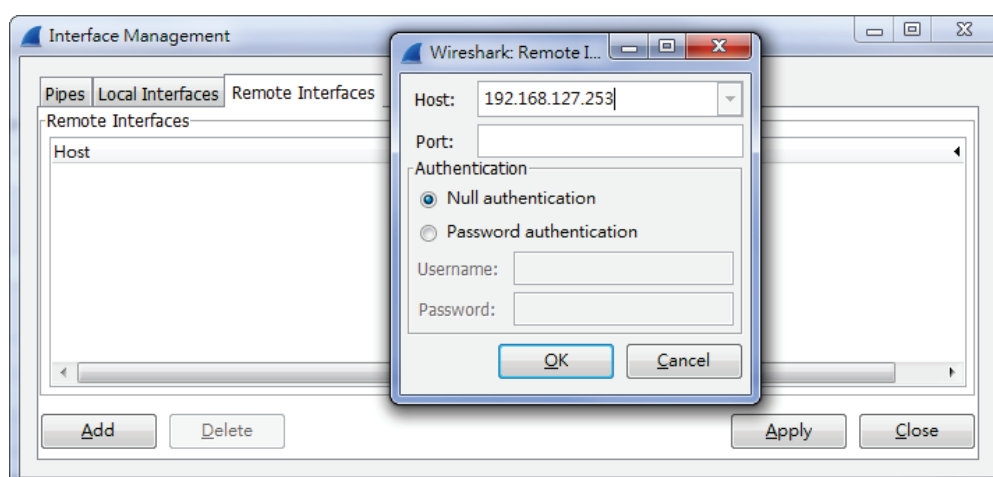 Interface Management
Pipes Local Interfaces Remote Interfaces
Remote Interfaces
Host
Add Delete Apply Close
Wireshark: Remote I...
Host: 192.168.127.253
Port:
Authentication
Null authentication
Password authentication
Username:
Password:
OK Cancel